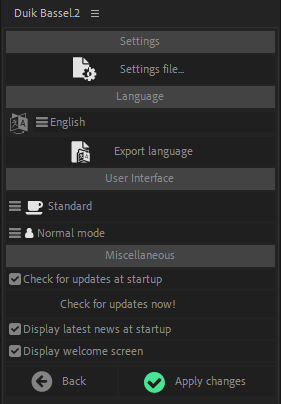 Duik Bassel.2
Settings
Settings file...
Language
English
Export language
User Interface
Standard
Normal mode
Miscellaneous
Check for updates at startup
Check for updates now!
Display latest news at startup
Display welcome screen
Back
Apply changes